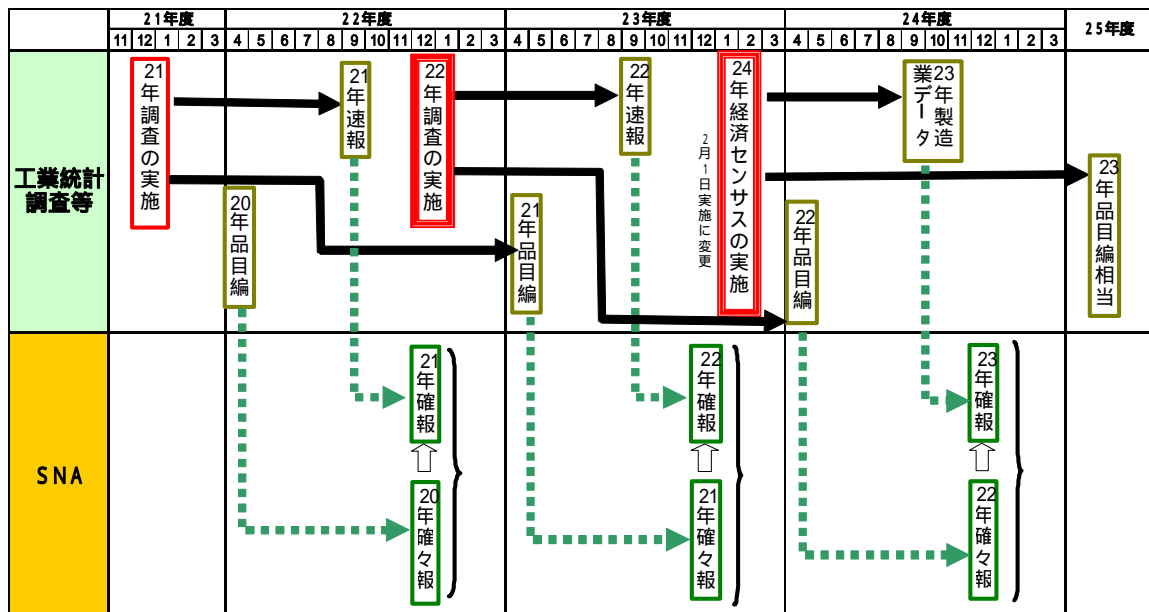 21年度
22年度
23年度
24年度
25年度
11 12 1 2 3 4 5 6 7 8 9 10 11 12 1 2 3 4 5 6 7 8 9 10 11 12 1 2 3 4 5 6 7 8 9 10 11 12 1 2 3
工業統計
調査等
21年調査の実施
20年品目編
21年速報
22年調査の実施
21年品目編
22年速報
2月1日実施に変更
24年経済センサスの実施
22年品目編
23年製造
業データ
23年品目編相当
SNA
21年確報
20年確々報
22年確報
21年確々報
23年確報
22年確々報